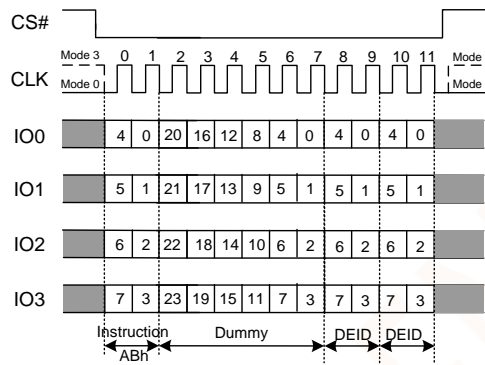 CS#
Mode 3 0 1 2 3 4 5 6 7 8 9 10 11 Mode
CLK
Mode 0 Mode
IO0 4 0 20 16 12 8 4 0 4 0 4 0
IO1 5 1 21 17 13 9 5 1 5 1 5 1
IO2 6 2 22 18 14 10 6 2 6 2 6 2
IO3 7 3 23 19 15 11 7 3 7 3 7 3
Instruction Dummy DEID DEID
ABh